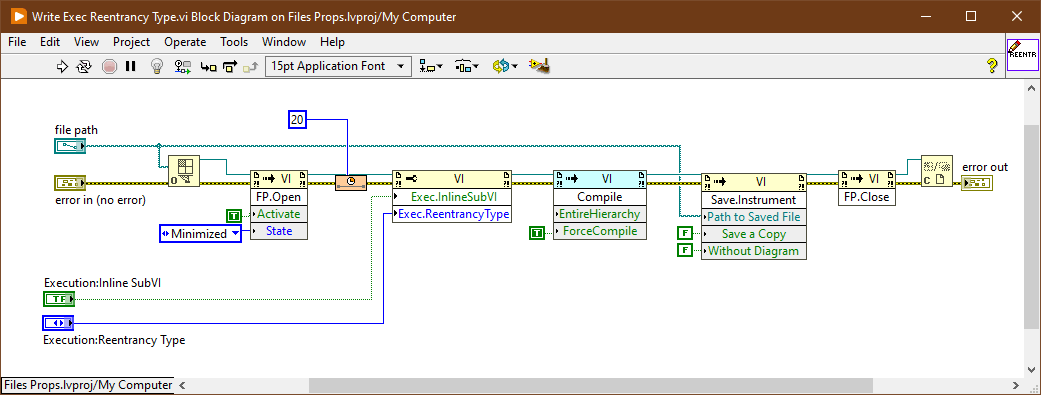 Write Exec Reentrancy Type.vi Block Diagram on Files Props.lvproj/My Computer
File Edit View Project Operate Tools Window Help
15pt Application Font
?
REENTR
20
file path
error in (no error)
O
VI
FP.Open
Activate
State
T
Minimized
VI
Exec.InlineSubVI
Exec.ReentrancyType
VI
Compile
EntireHierarchy
ForceCompile
T
VI
Save.Instrument
Path to Saved File
Save a Copy
Without Diagram
F
F
VI
FP.Close
?!/
C
error out
Execution:Inline SubVI
TF
Execution:Reentrancy Type
Files Props.lvproj/My Computer